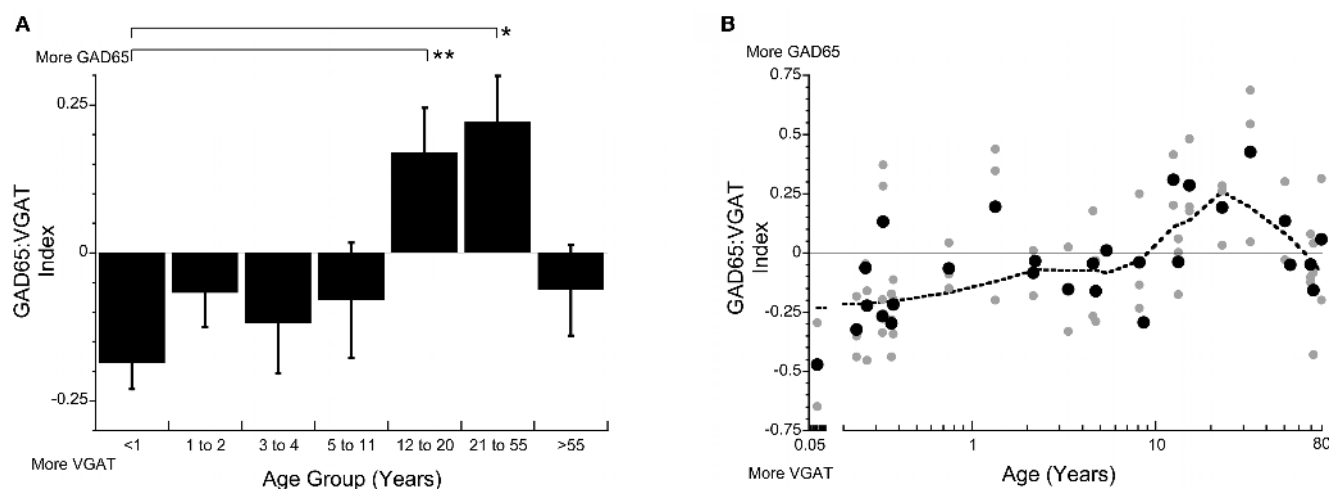 A
More GAD65
*
**
0.25
0
-0.25
GAD65:VGAT
Index
<1
1 to 2
3 to 4
5 to 11
12 to 20
21 to 55
>55
More VGAT
Age Group (Years)
B
More GAD65
0.75
0.5
0.25
0
-0.25
-0.5
-0.75
GAD65:VGAT
Index
0.05
1
10
80
More VGAT
Age (Years)